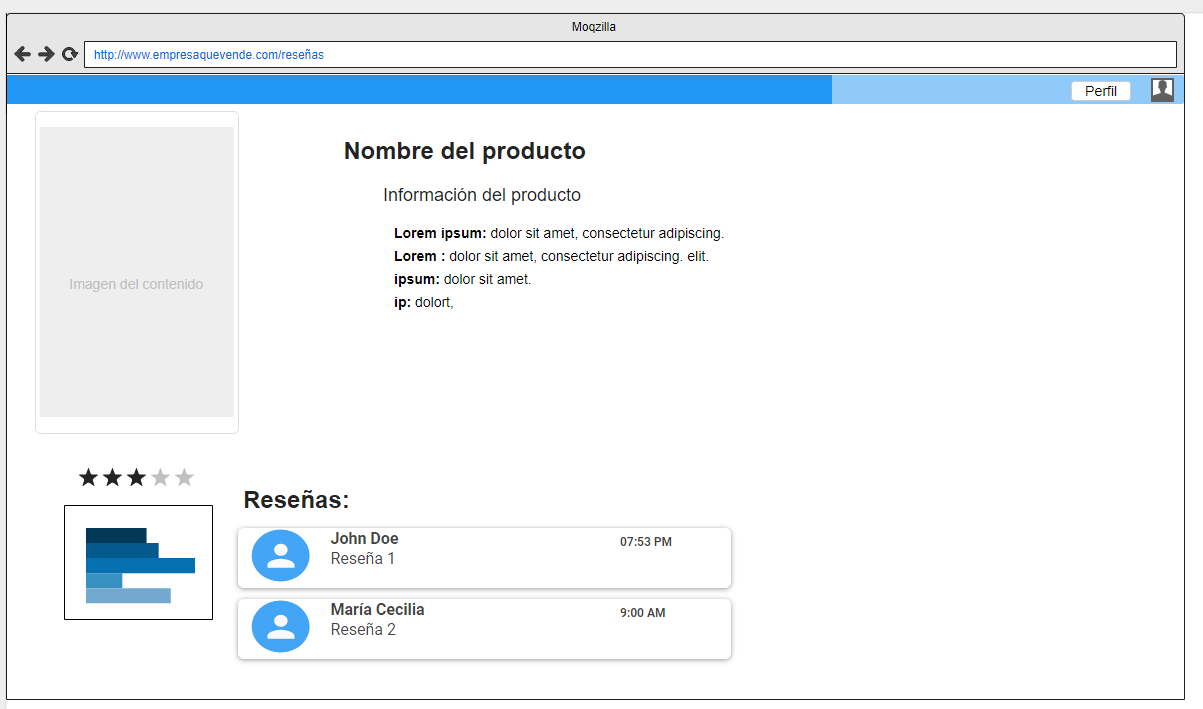 Moqzilla
http://www.empresaquevende.com/reseñas
Perfil
Imagen del contenido
Nombre del producto
Información del producto
Lorem ipsum: dolor sit amet, consectetur adipiscing.
Lorem : dolor sit amet, consectetur adipiscing. elit.
ipsum: dolor sit amet.
ip: dolort,
Reseñas:
John Doe 07:53 PM
Reseña 1
María Cecilia 9:00 AM
Reseña 2